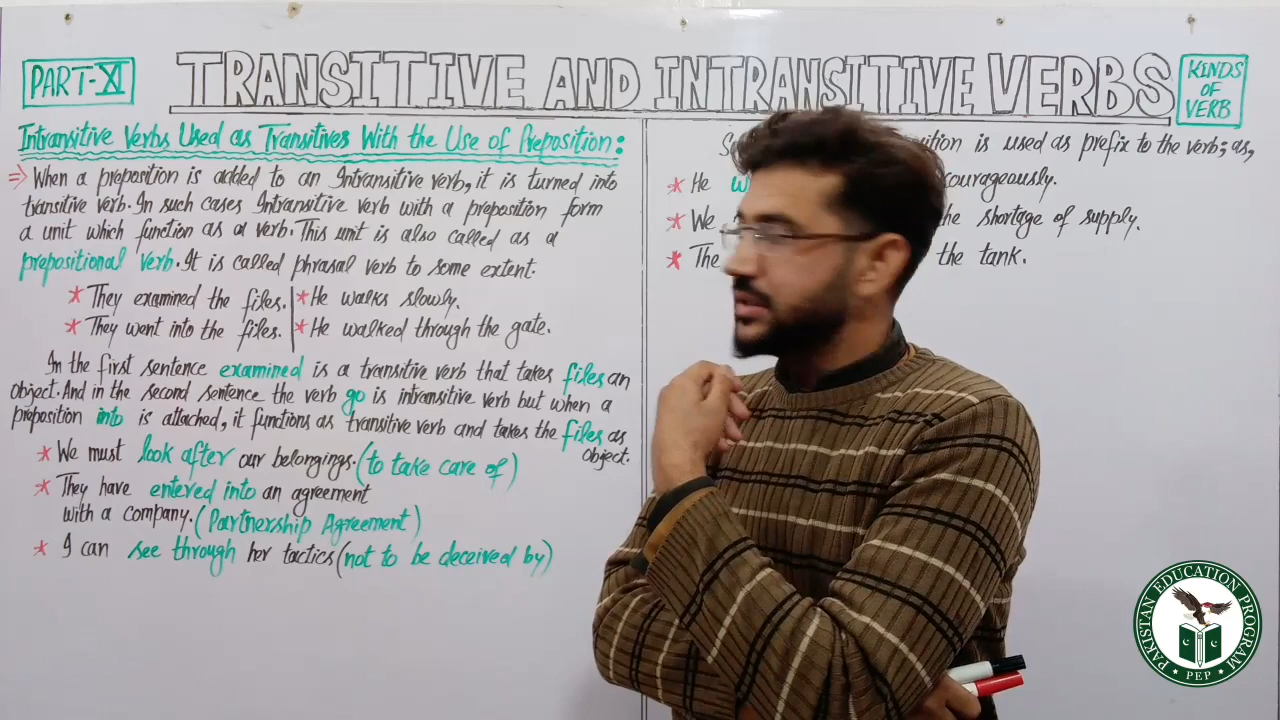 PART-XI
TRANSITIVE AND INTRANSITIVE VERBS
KINDS
OF
VERB
Intransitive Verbs Used as Transitives With the Use of Preposition:
⇒ When a preposition is added to an Intransitive verb, it is turned into
transitive verb. In such cases Intransitive verb with a preposition form
a unit which function as a verb. This unit is also called as a
prepositional verb. It is called phrasal verb to some extent.
* They examined the files.
* They went into the files.
* He walks slowly.
* He walked through the gate.
In the first sentence examined is a transitive verb that takes files an
object. And in the second sentence the verb go is intransitive verb but when a
preposition into is attached, it functions as transitive verb and takes the files as
object.
* We must look after our belongings. (to take care of)
* They have entered into an agreement
with a company. (Partnership Agreement)
* I can see through her tactics (not to be deceived by)
is used as prefix to the verb; as,
* He courageously.
* We the shortage of supply.
* The the tank.
PAKISTAN EDUCATION PROGRAM
PEP